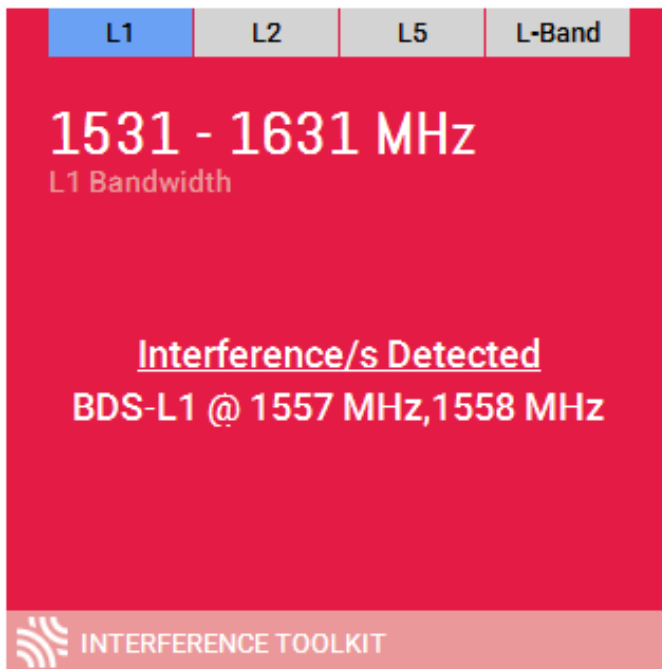 L1 L2 L5 L-Band
1531 - 1631 MHz
L1 Bandwidth
Interference/s Detected
BDS-L1 @ 1557 MHz,1558 MHz
INTERFERENCE TOOLKIT